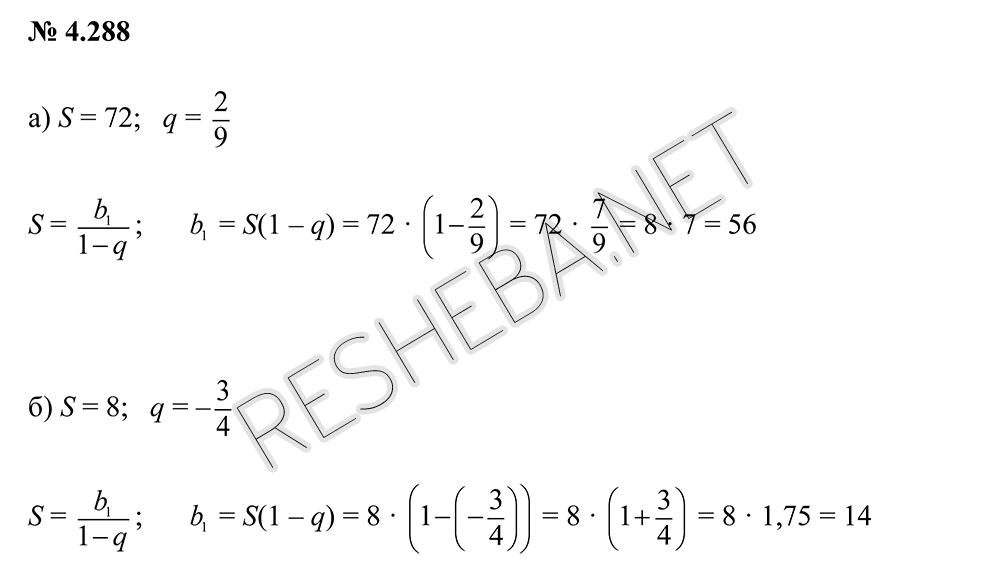 № 4.288
а) S = 72; q = 2/9
S = b₁/(1−q); b₁ = S(1 − q) = 72 · (1−2/9) = 72 · 7/9 = 8 · 7 = 56
б) S = 8; q = −3/4
S = b₁/(1−q); b₁ = S(1 − q) = 8 · (1−(−3/4)) = 8 · (1+3/4) = 8 · 1,75 = 14
RESHEBA.NET